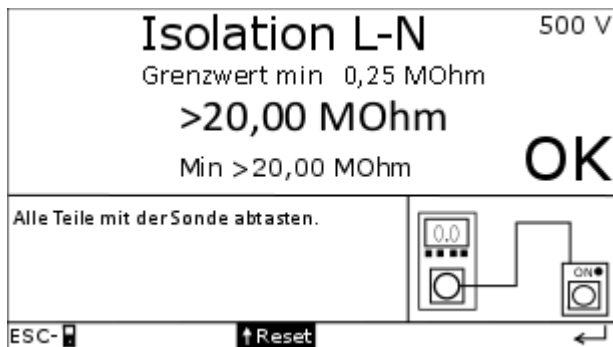 Isolation L-N
500 V
Grenzwert min 0,25 MOhm
>20,00 MOhm
Min >20,00 MOhm
OK
Alle Teile mit der Sonde abtasten.
0.0
ON
ESC-
Reset